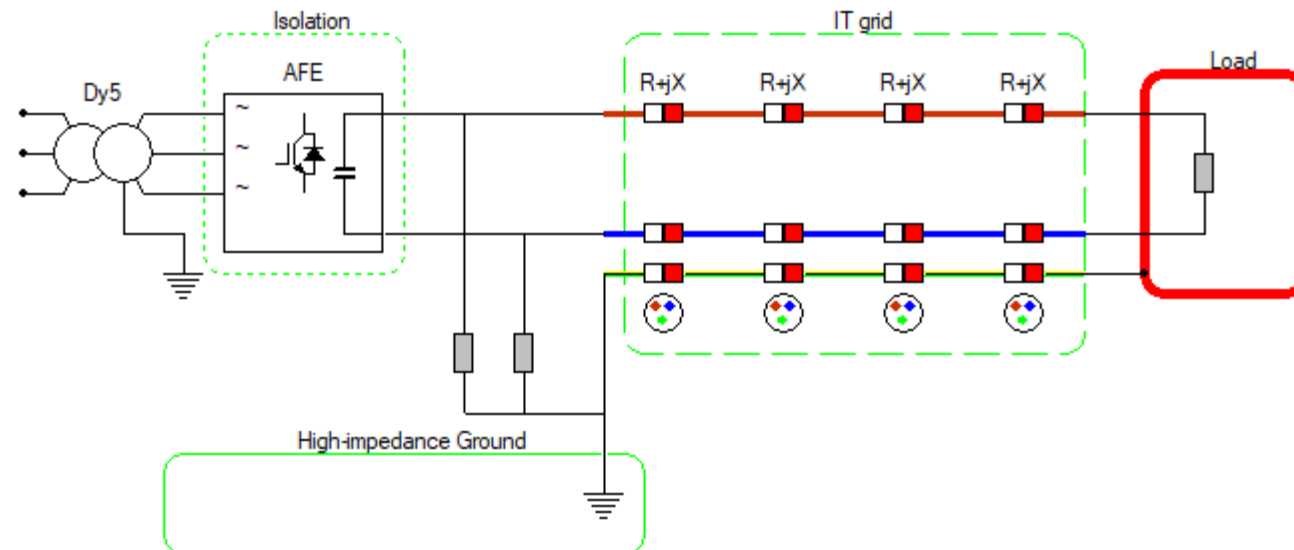 Isolation
IT grid
AFE
Load
Dy5
R+jX R+jX R+jX R+jX
~
~
~
High-impedance Ground